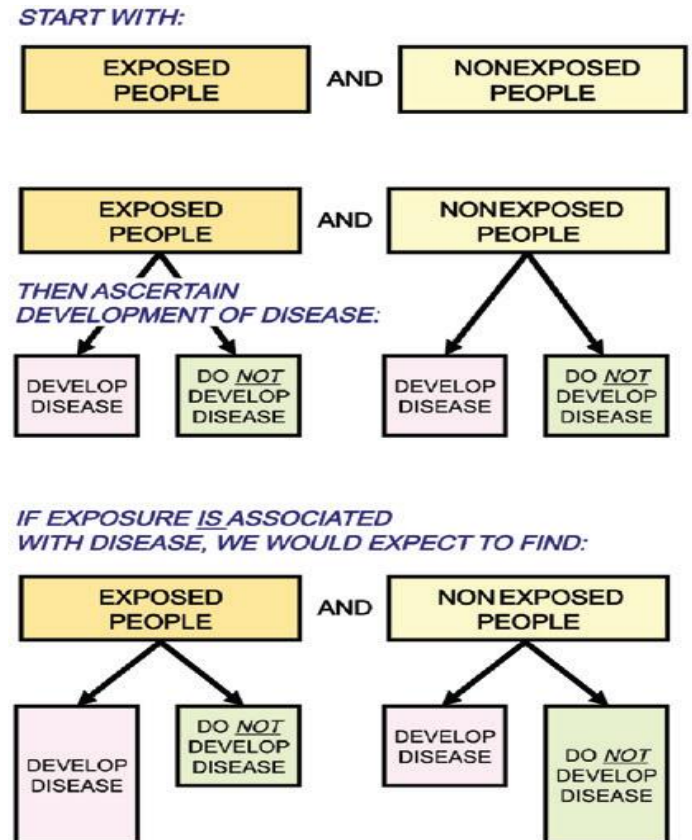 START WITH:
EXPOSED
PEOPLE
AND
NONEXPOSED
PEOPLE
EXPOSED
PEOPLE
AND
NONEXPOSED
PEOPLE
THEN ASCERTAIN
DEVELOPMENT OF DISEASE:
DEVELOP
DISEASE
DO NOT
DEVELOP
DISEASE
DEVELOP
DISEASE
DO NOT
DEVELOP
DISEASE
IF EXPOSURE IS ASSOCIATED
WITH DISEASE, WE WOULD EXPECT TO FIND:
EXPOSED
PEOPLE
AND
NONEXPOSED
PEOPLE
DEVELOP
DISEASE
DO NOT
DEVELOP
DISEASE
DEVELOP
DISEASE
DO NOT
DEVELOP
DISEASE